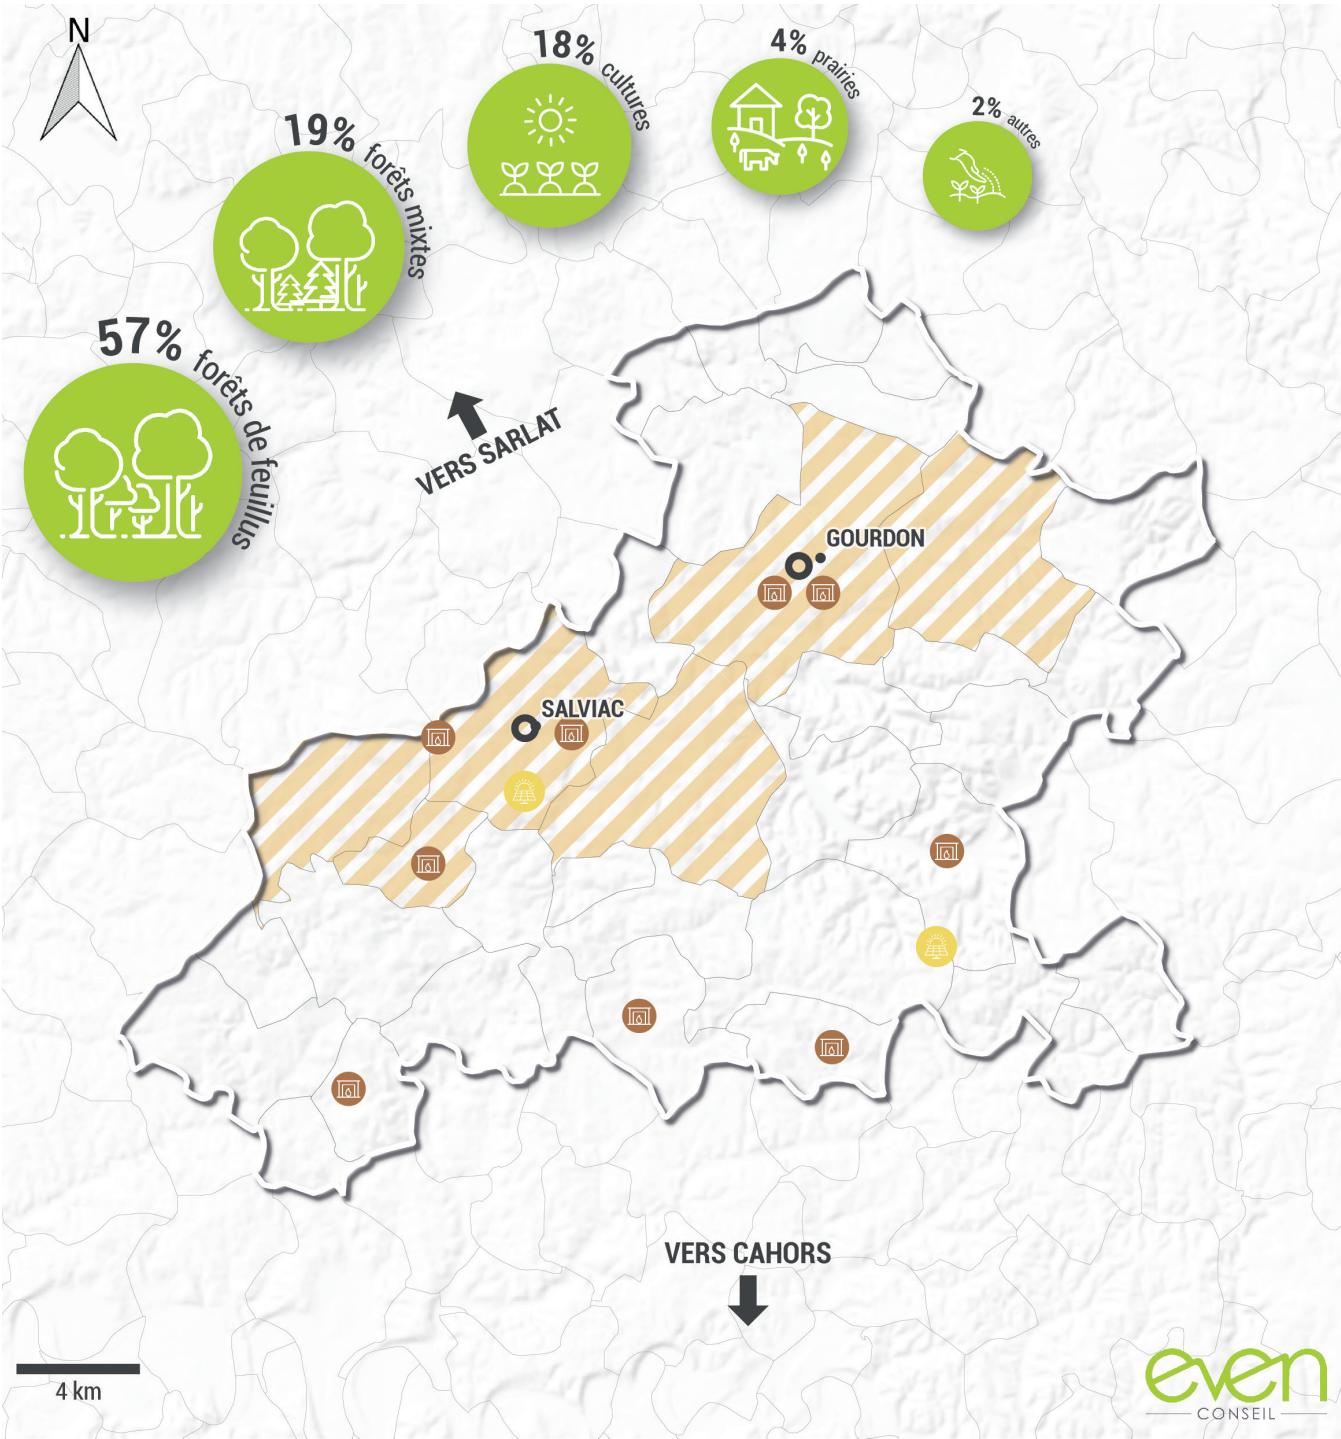 N
18% cultures
4% prairies
2% autres
19% forêts mixtes
57% forêts de feuillus
VERS SARLAT
GOURDON
SALVIAC
VERS CAHORS
4 km
even
CONSEIL